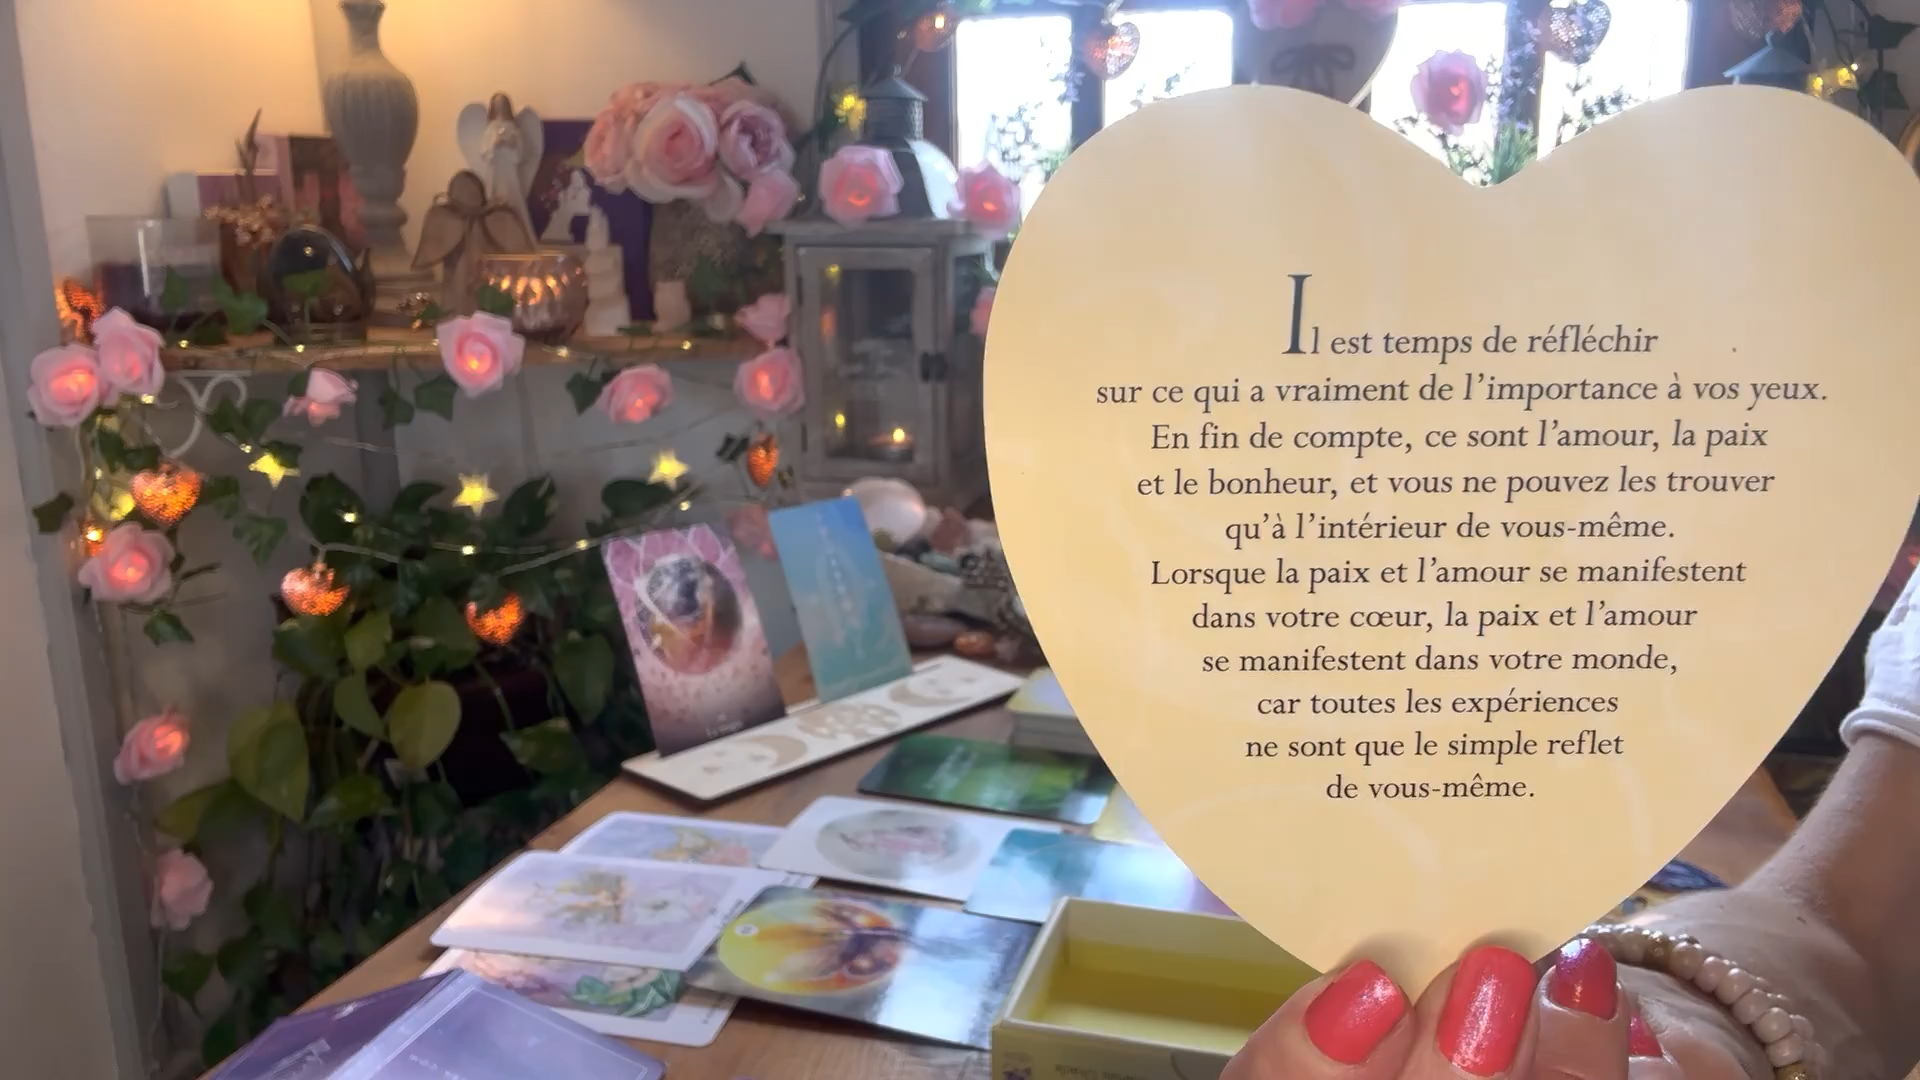 Il est temps de réfléchir
sur ce qui a vraiment de l'importance à vos yeux.
En fin de compte, ce sont l'amour, la paix
et le bonheur, et vous ne pouvez les trouver
qu'à l'intérieur de vous-même.
Lorsque la paix et l'amour se manifestent
dans votre cœur, la paix et l'amour
se manifestent dans votre monde,
car toutes les expériences
ne sont que le simple reflet
de vous-même.